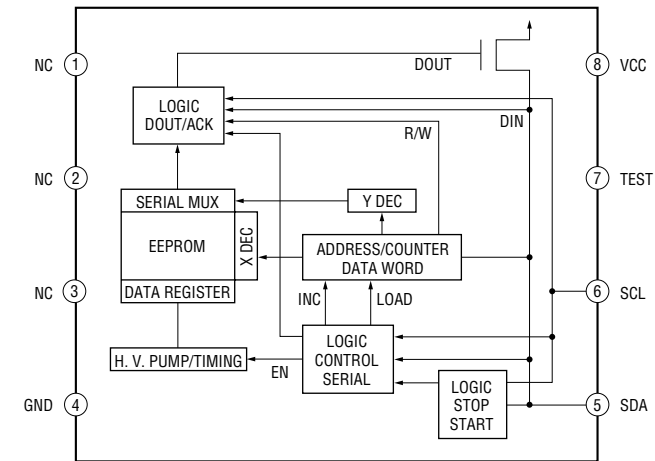 NC 1
DOUT
8 VCC
LOGIC
DOUT/ACK
DIN
R/W
NC 2
7 TEST
SERIAL MUX
Y DEC
EEPROM
X DEC
ADDRESS/COUNTER
DATA WORD
NC 3
DATA REGISTER
INC
LOAD
6 SCL
LOGIC
CONTROL
SERIAL
H. V. PUMP/TIMING
EN
LOGIC
STOP
START
GND 4
5 SDA